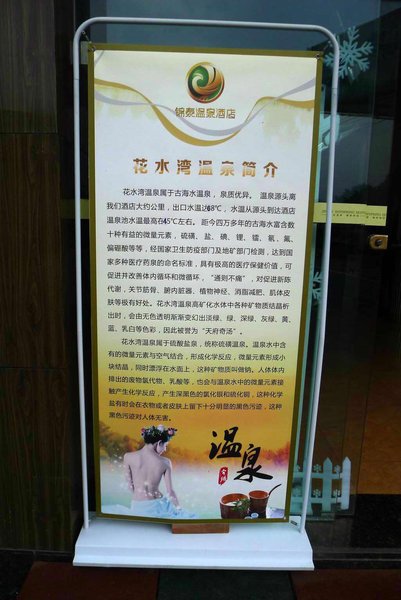 锦泰温泉酒店
花水湾温泉简介
花水湾温泉属于古海水温泉，泉质优异。温泉源头离
我们酒店大约公里，出口水温达68℃，水温从源头到达酒店
温泉池水温最高在45℃左右。距今四万多年的古海水富含数
十种有益的微量元素，硫磺、盐、碘、锂、镭、氡、氟、
偏硼酸等等，经国家卫生防疫部门及地矿部门检测，达到国
家多种医疗药泉的命名标准，具有极高的医疗保健价值，可
促进并改善体内循环和微循环，“通则不痛”，对促进新陈
代谢，关节筋骨、腑内脏器、植物神经、消脂减肥、肌体皮
肤等极有好处。花水湾温泉高矿化水体中各种矿物质结晶析
出时，会由无色透明渐渐变幻出淡绿、绿、深绿、灰绿、黄、
蓝、乳白等色彩，因此被誉为“天府奇汤”。
花水湾温泉属于硫酸盐泉，统称硫磺温泉。温泉水中含
有的微量元素与空气结合，形成化学反应，微量元素形成小
块结晶，同时漂浮在水面上，这种矿物质叫做钠。人体体内
排出的废物氯代物、乳酸等，也会与温泉水中的微量元素接
触产生化学反应，产生深黑色的氯化银和硫化铜，这种化学
盐有时会在衣物或者皮肤上留下十分明显的黑色污迹，这种
黑色污迹对人体无害。
温泉